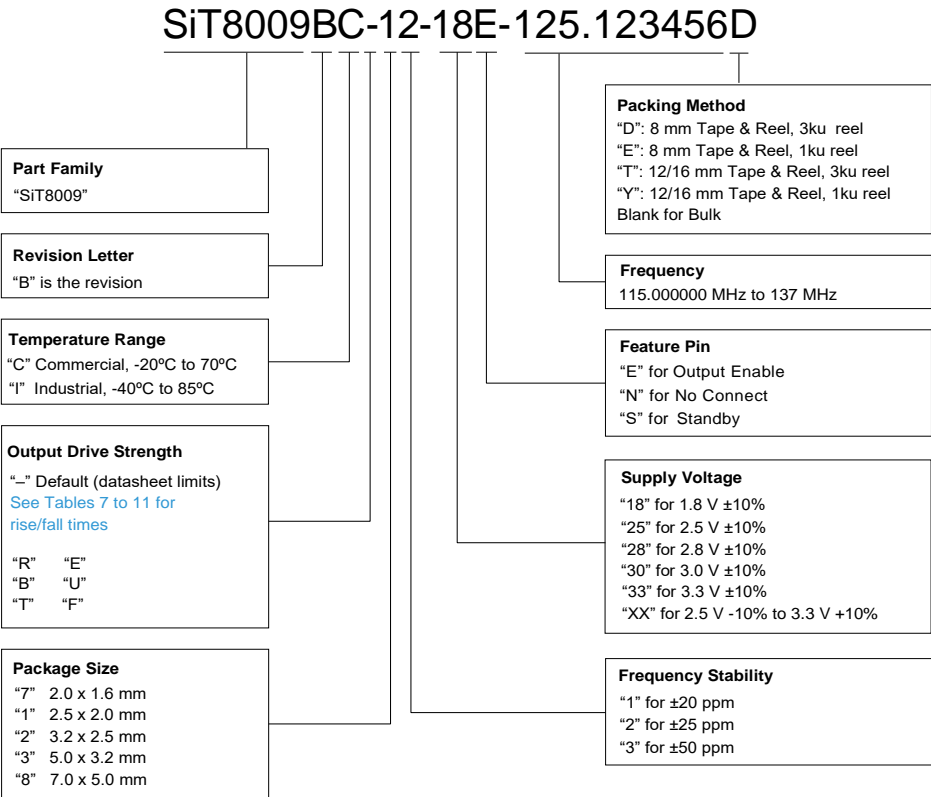 SiT8009BC-12-18E-125.123456D
Part Family
“SiT8009”
Revision Letter
“B” is the revision
Temperature Range
“C” Commercial, -20ºC to 70ºC
“I” Industrial, -40ºC to 85ºC
Output Drive Strength
“–” Default (datasheet limits)
See Tables 7 to 11 for
rise/fall times
“R” “E”
“B” “U”
“T” “F”
Package Size
“7” 2.0 x 1.6 mm
“1” 2.5 x 2.0 mm
“2” 3.2 x 2.5 mm
“3” 5.0 x 3.2 mm
“8” 7.0 x 5.0 mm
Packing Method
“D”: 8 mm Tape & Reel, 3ku reel
“E”: 8 mm Tape & Reel, 1ku reel
“T”: 12/16 mm Tape & Reel, 3ku reel
“Y”: 12/16 mm Tape & Reel, 1ku reel
Blank for Bulk
Frequency
115.000000 MHz to 137 MHz
Feature Pin
“E” for Output Enable
“N” for No Connect
“S” for Standby
Supply Voltage
“18” for 1.8 V ±10%
“25” for 2.5 V ±10%
“28” for 2.8 V ±10%
“30” for 3.0 V ±10%
“33” for 3.3 V ±10%
“XX” for 2.5 V -10% to 3.3 V +10%
Frequency Stability
“1” for ±20 ppm
“2” for ±25 ppm
“3” for ±50 ppm